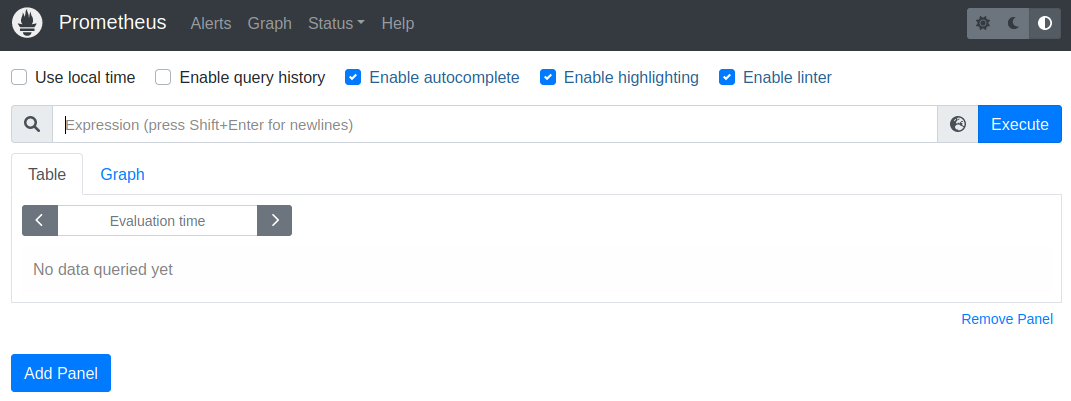 Prometheus Alerts Graph Status Help
Use local time Enable query history Enable autocomplete Enable highlighting Enable linter
Expression (press Shift+Enter for newlines) Execute
Table Graph
Evaluation time
No data queried yet
Remove Panel
Add Panel